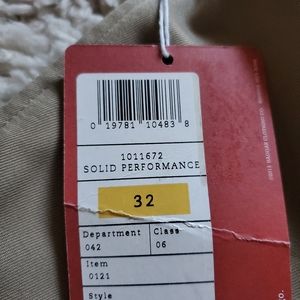 0 19781 10483 8
1011672
SOLID PERFORMANCE
32
Department Class
042 06
Item
0121
Style